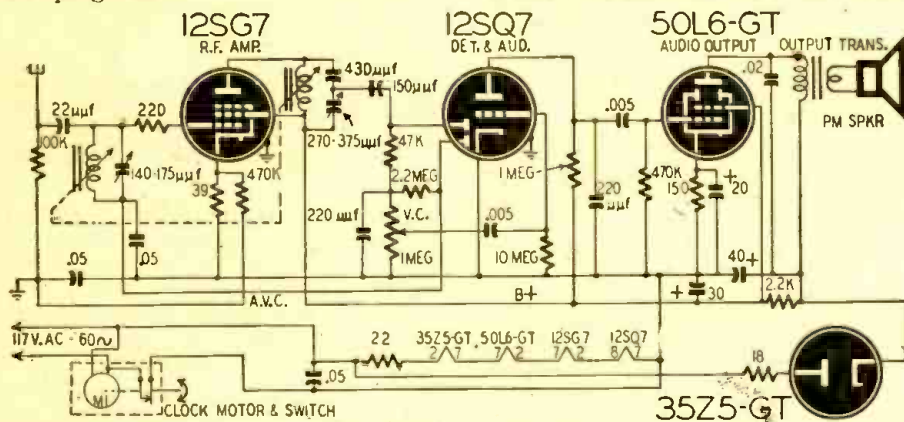 12SG7
R.F. AMP.
12SQ7
DET. & AUD.
50L6-GT
AUDIO OUTPUT
OUTPUT TRANS.
.02
PM SPKR
22μμf
220
100K
140-175μμf
39
470K
.05
.05
A.V.C.
430μμf
150μμf
270-375μμf
47K
2.2MEG
220
μμf
V.C.
1MEG
.005
10 MEG
1 MEG
B+
.005
220
μμf
470K
150
+
20
40
+
+
30
2.2K
117V. AC - 60~
M
CLOCK MOTOR & SWITCH
.05
22
35Z5-GT
2 7
50L6-GT
7 2
12SG7
7 2
12SQ7
8 7
18
35Z5-GT